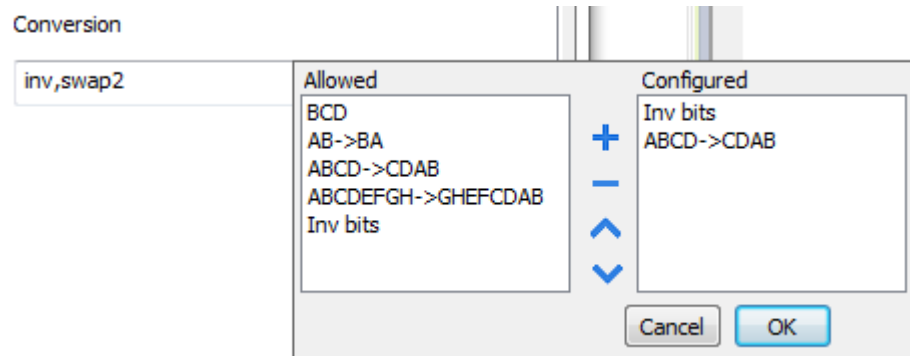 Conversion
inv,swap2
Allowed
BCD
AB->BA
ABCD->CDAB
ABCDEFGH->GHEFCDAB
Inv bits
Configured
Inv bits
ABCD->CDAB
Cancel
OK